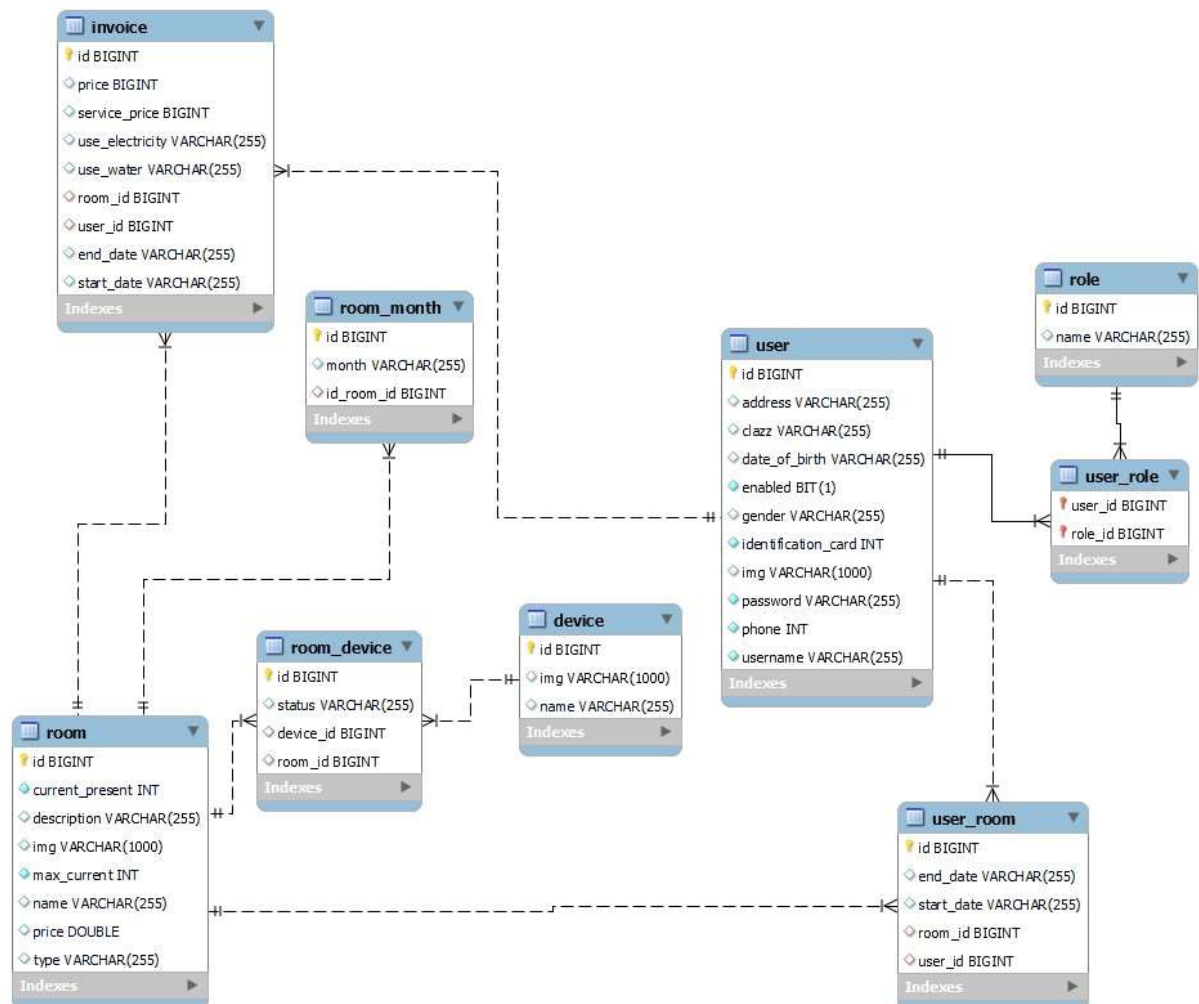 invoice
id BIGINT
price BIGINT
service_price BIGINT
use_electricity VARCHAR(255)
use_water VARCHAR(255)
room_id BIGINT
user_id BIGINT
end_date VARCHAR(255)
start_date VARCHAR(255)
Indexes
room_month
id BIGINT
month VARCHAR(255)
id_room_id BIGINT
Indexes
role
id BIGINT
name VARCHAR(255)
Indexes
user
id BIGINT
address VARCHAR(255)
clazz VARCHAR(255)
date_of_birth VARCHAR(255)
enabled BIT(1)
gender VARCHAR(255)
identification_card INT
img VARCHAR(1000)
password VARCHAR(255)
phone INT
username VARCHAR(255)
Indexes
user_role
user_id BIGINT
role_id BIGINT
Indexes
room_device
id BIGINT
status VARCHAR(255)
device_id BIGINT
room_id BIGINT
Indexes
device
id BIGINT
img VARCHAR(1000)
name VARCHAR(255)
Indexes
room
id BIGINT
current_present INT
description VARCHAR(255)
img VARCHAR(1000)
max_current INT
name VARCHAR(255)
price DOUBLE
type VARCHAR(255)
Indexes
user_room
id BIGINT
end_date VARCHAR(255)
start_date VARCHAR(255)
room_id BIGINT
user_id BIGINT
Indexes